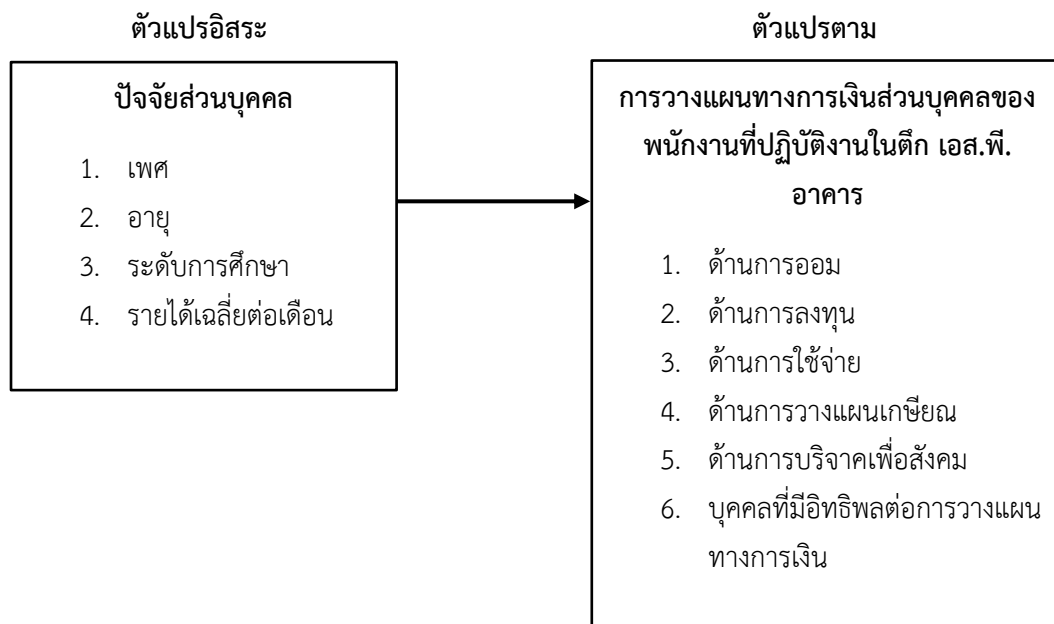 ตัวแปรอิสระ
ปัจจัยส่วนบุคคล
1. เพศ
2. อายุ
3. ระดับการศึกษา
4. รายได้เฉลี่ยต่อเดือน
ตัวแปรตาม
การวางแผนทางการเงินส่วนบุคคลของ
พนักงานที่ปฏิบัติงานในตึก เอส.พี.
อาคาร
1. ด้านการออม
2. ด้านการลงทุน
3. ด้านการใช้จ่าย
4. ด้านการวางแผนเกษียณ
5. ด้านการบริจาคเพื่อสังคม
6. บุคคลที่มีอิทธิพลต่อการวางแผน
ทางการเงิน